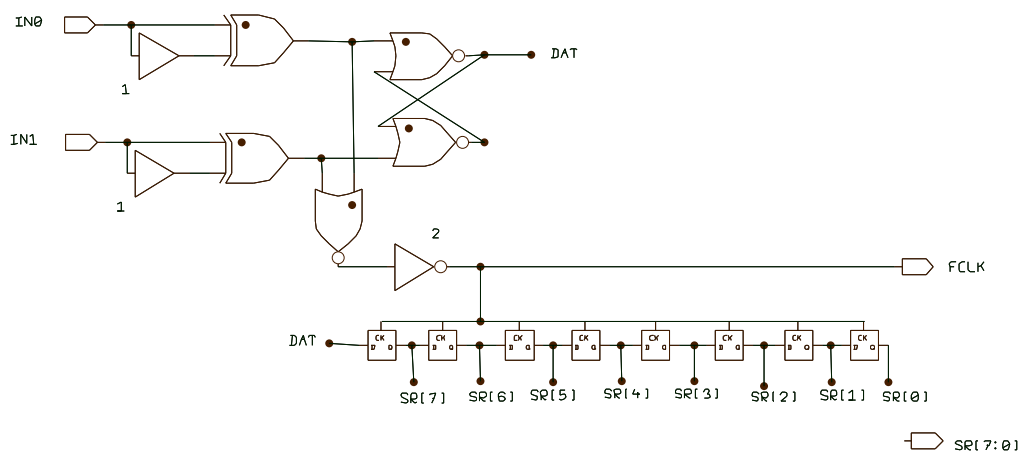 IN0
1
DAT
IN1
1
2
FCLK
DAT
CK D Q
CK D Q
CK D Q
CK D Q
CK D Q
CK D Q
CK D Q
CK D Q
SR[7]
SR[6]
SR[5]
SR[4]
SR[3]
SR[2]
SR[1]
SR[0]
SR[7:0]